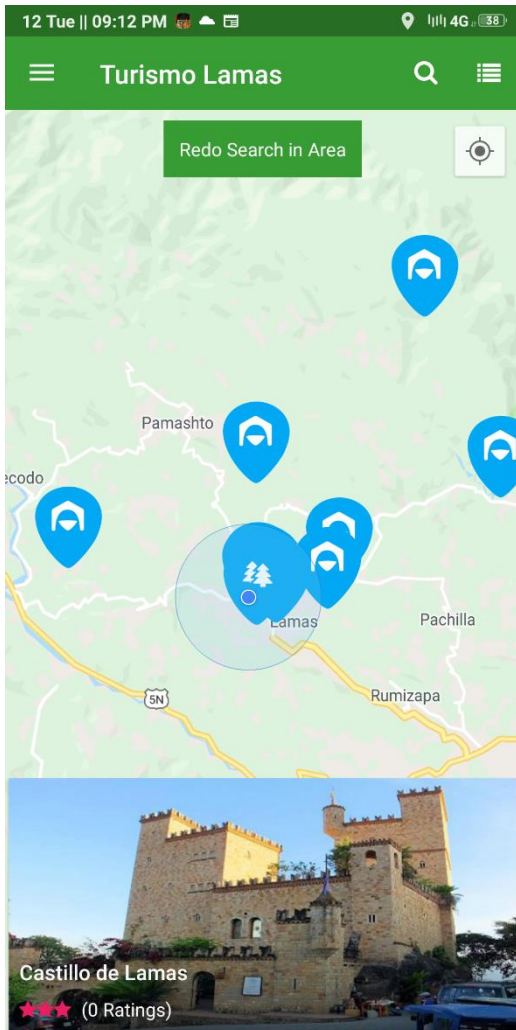 12 Tue || 09:12 PM
4G 38
Turismo Lamas
Redo Search in Area
Pamashto
ecodo
Lamas
Pachilla
5N
Rumizapa
Castillo de Lamas
(0 Ratings)